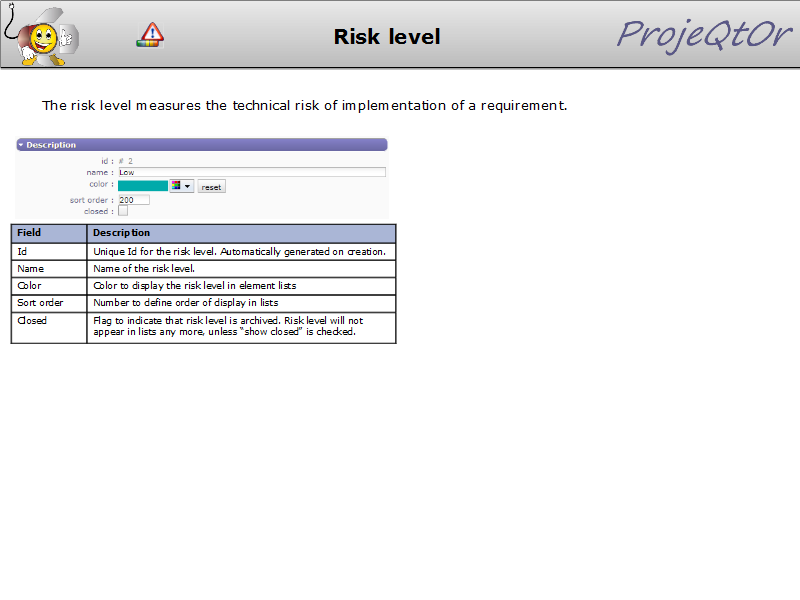 Risk level
ProjeQtOr
The risk level measures the technical risk of implementation of a requirement.
Description
id : # 2
name : Low
color :
reset
sort order : 200
closed :
Field Description
Id Unique Id for the risk level. Automatically generated on creation.
Name Name of the risk level.
Color Color to display the risk level in element lists
Sort order Number to define order of display in lists
Closed Flag to indicate that risk level is archived. Risk level will not
appear in lists any more, unless “show closed” is checked.